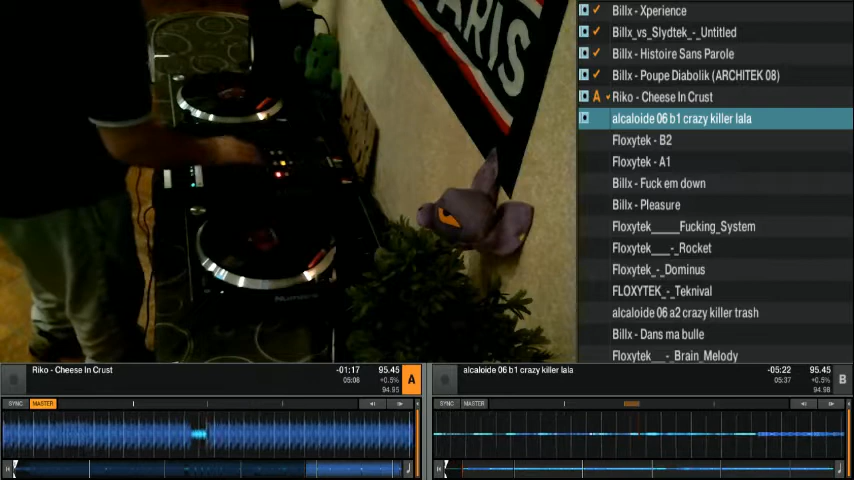 PARIS
Numark
Billx - Xperience
Billx_vs_Slydtek_-_Untitled
Billx - Histoire Sans Parole
Billx - Poupe Diabolik (ARCHITEK 08)
A Riko - Cheese In Crust
alcaloide 06 b1 crazy killer lala
Floxytek - B2
Floxytek - A1
Billx - Fuck em down
Billx - Pleasure
Floxytek_____Fucking_System
Floxytek___-_Rocket
Floxytek_-_Dominus
FLOXYTEK_-_Teknival
alcaloide 06 a2 crazy killer trash
Billx - Dans ma bulle
Floxytek___-_Brain_Melody
Riko - Cheese In Crust -01:17 95.45 A
05:08 +0.5%
94.95
SYNC MASTER
alcaloide 06 b1 crazy killer lala -05:22 95.45 B
05:37 +0.5%
94.98
SYNC MASTER